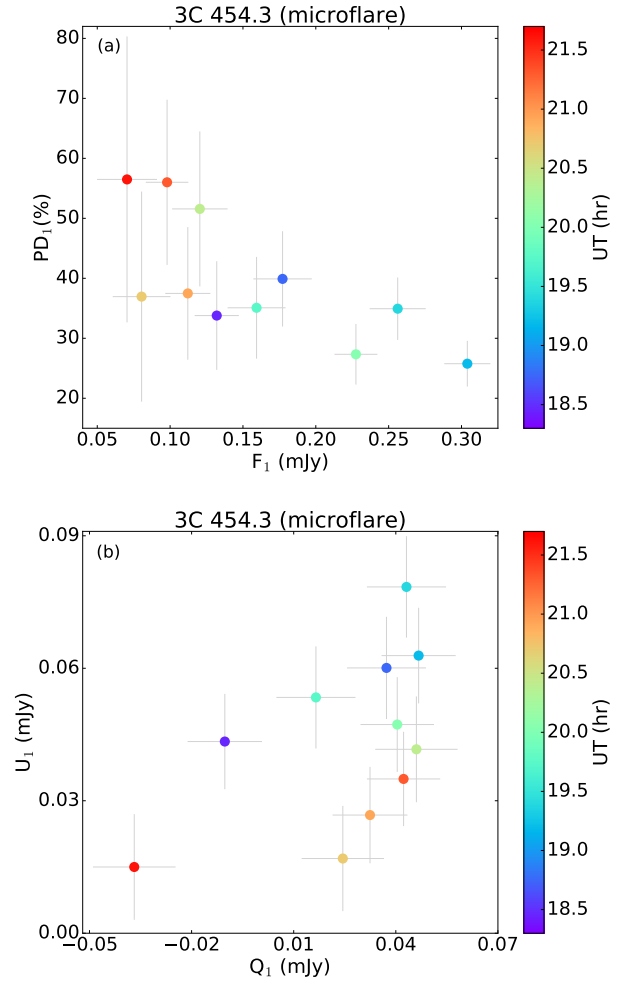 3C 454.3 (microflare)
(a)
80
70
60
50
40
30
20
PD₁(%)
0.05 0.10 0.15 0.20 0.25 0.30
F₁ (mJy)
21.5
21.0
20.5
20.0
19.5
19.0
18.5
UT (hr)
3C 454.3 (microflare)
(b)
0.09
0.06
0.03
0.00
U₁ (mJy)
−0.05 −0.02 0.01 0.04 0.07
Q₁ (mJy)
21.5
21.0
20.5
20.0
19.5
19.0
18.5
UT (hr)